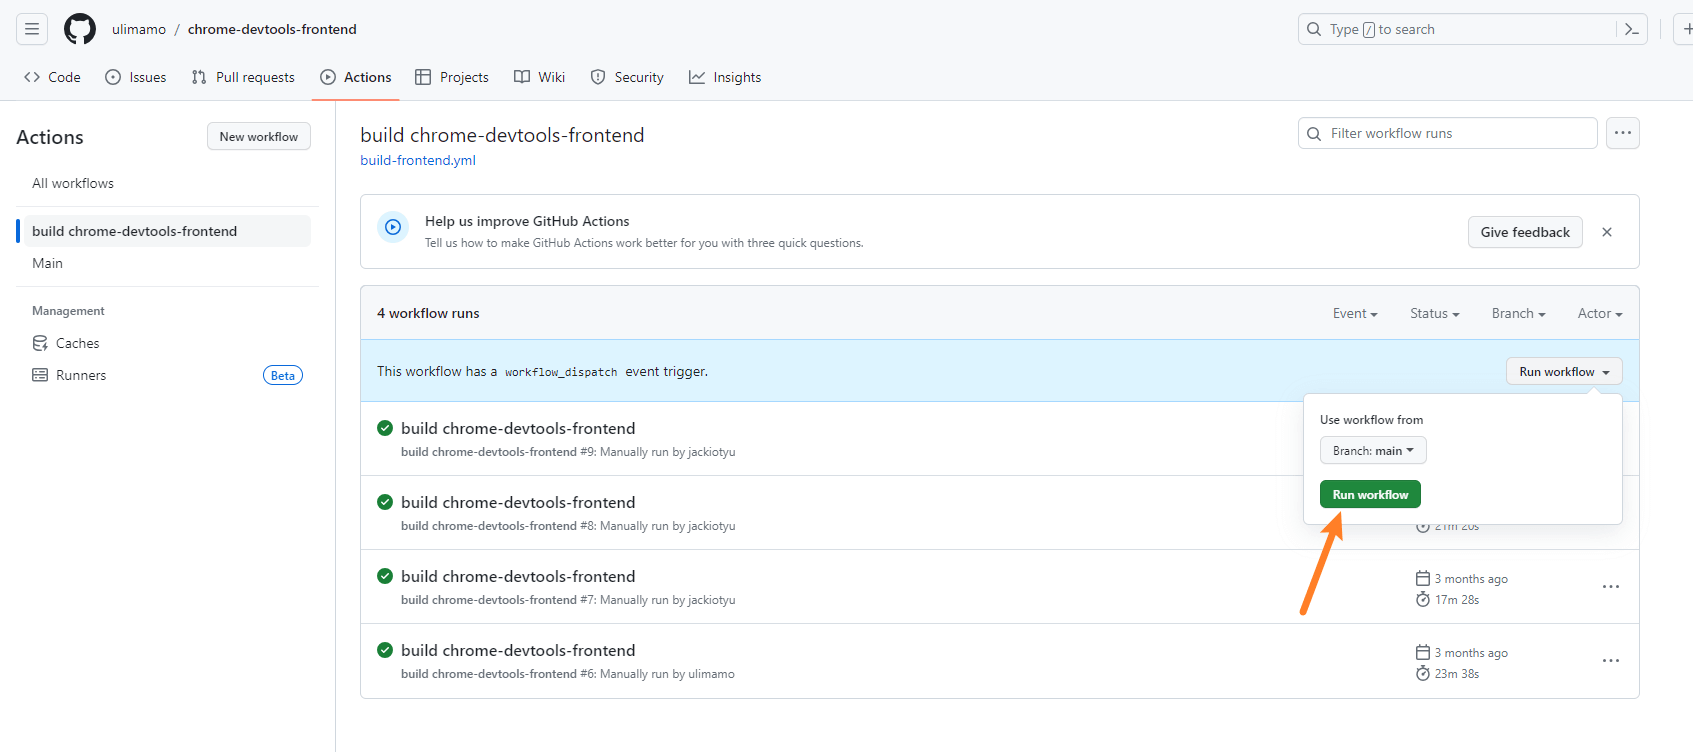 ulimamo / chrome-devtools-frontend
Type / to search
Code Issues Pull requests Actions Projects Wiki Security Insights
Actions
New workflow
All workflows
build chrome-devtools-frontend
Main
Management
Caches
Runners
Beta
build chrome-devtools-frontend
build-frontend.yml
Filter workflow runs
Help us improve GitHub Actions
Tell us how to make GitHub Actions work better for you with three quick questions.
Give feedback
4 workflow runs
Event Status Branch Actor
This workflow has a workflow_dispatch event trigger.
Run workflow
Use workflow from
Branch: main
Run workflow
build chrome-devtools-frontend
build chrome-devtools-frontend #9: Manually run by jackiotyu
build chrome-devtools-frontend
build chrome-devtools-frontend #8: Manually run by jackiotyu
21m 20s
build chrome-devtools-frontend
build chrome-devtools-frontend #7: Manually run by jackiotyu
3 months ago
17m 28s
build chrome-devtools-frontend
build chrome-devtools-frontend #6: Manually run by ulimamo
3 months ago
23m 38s